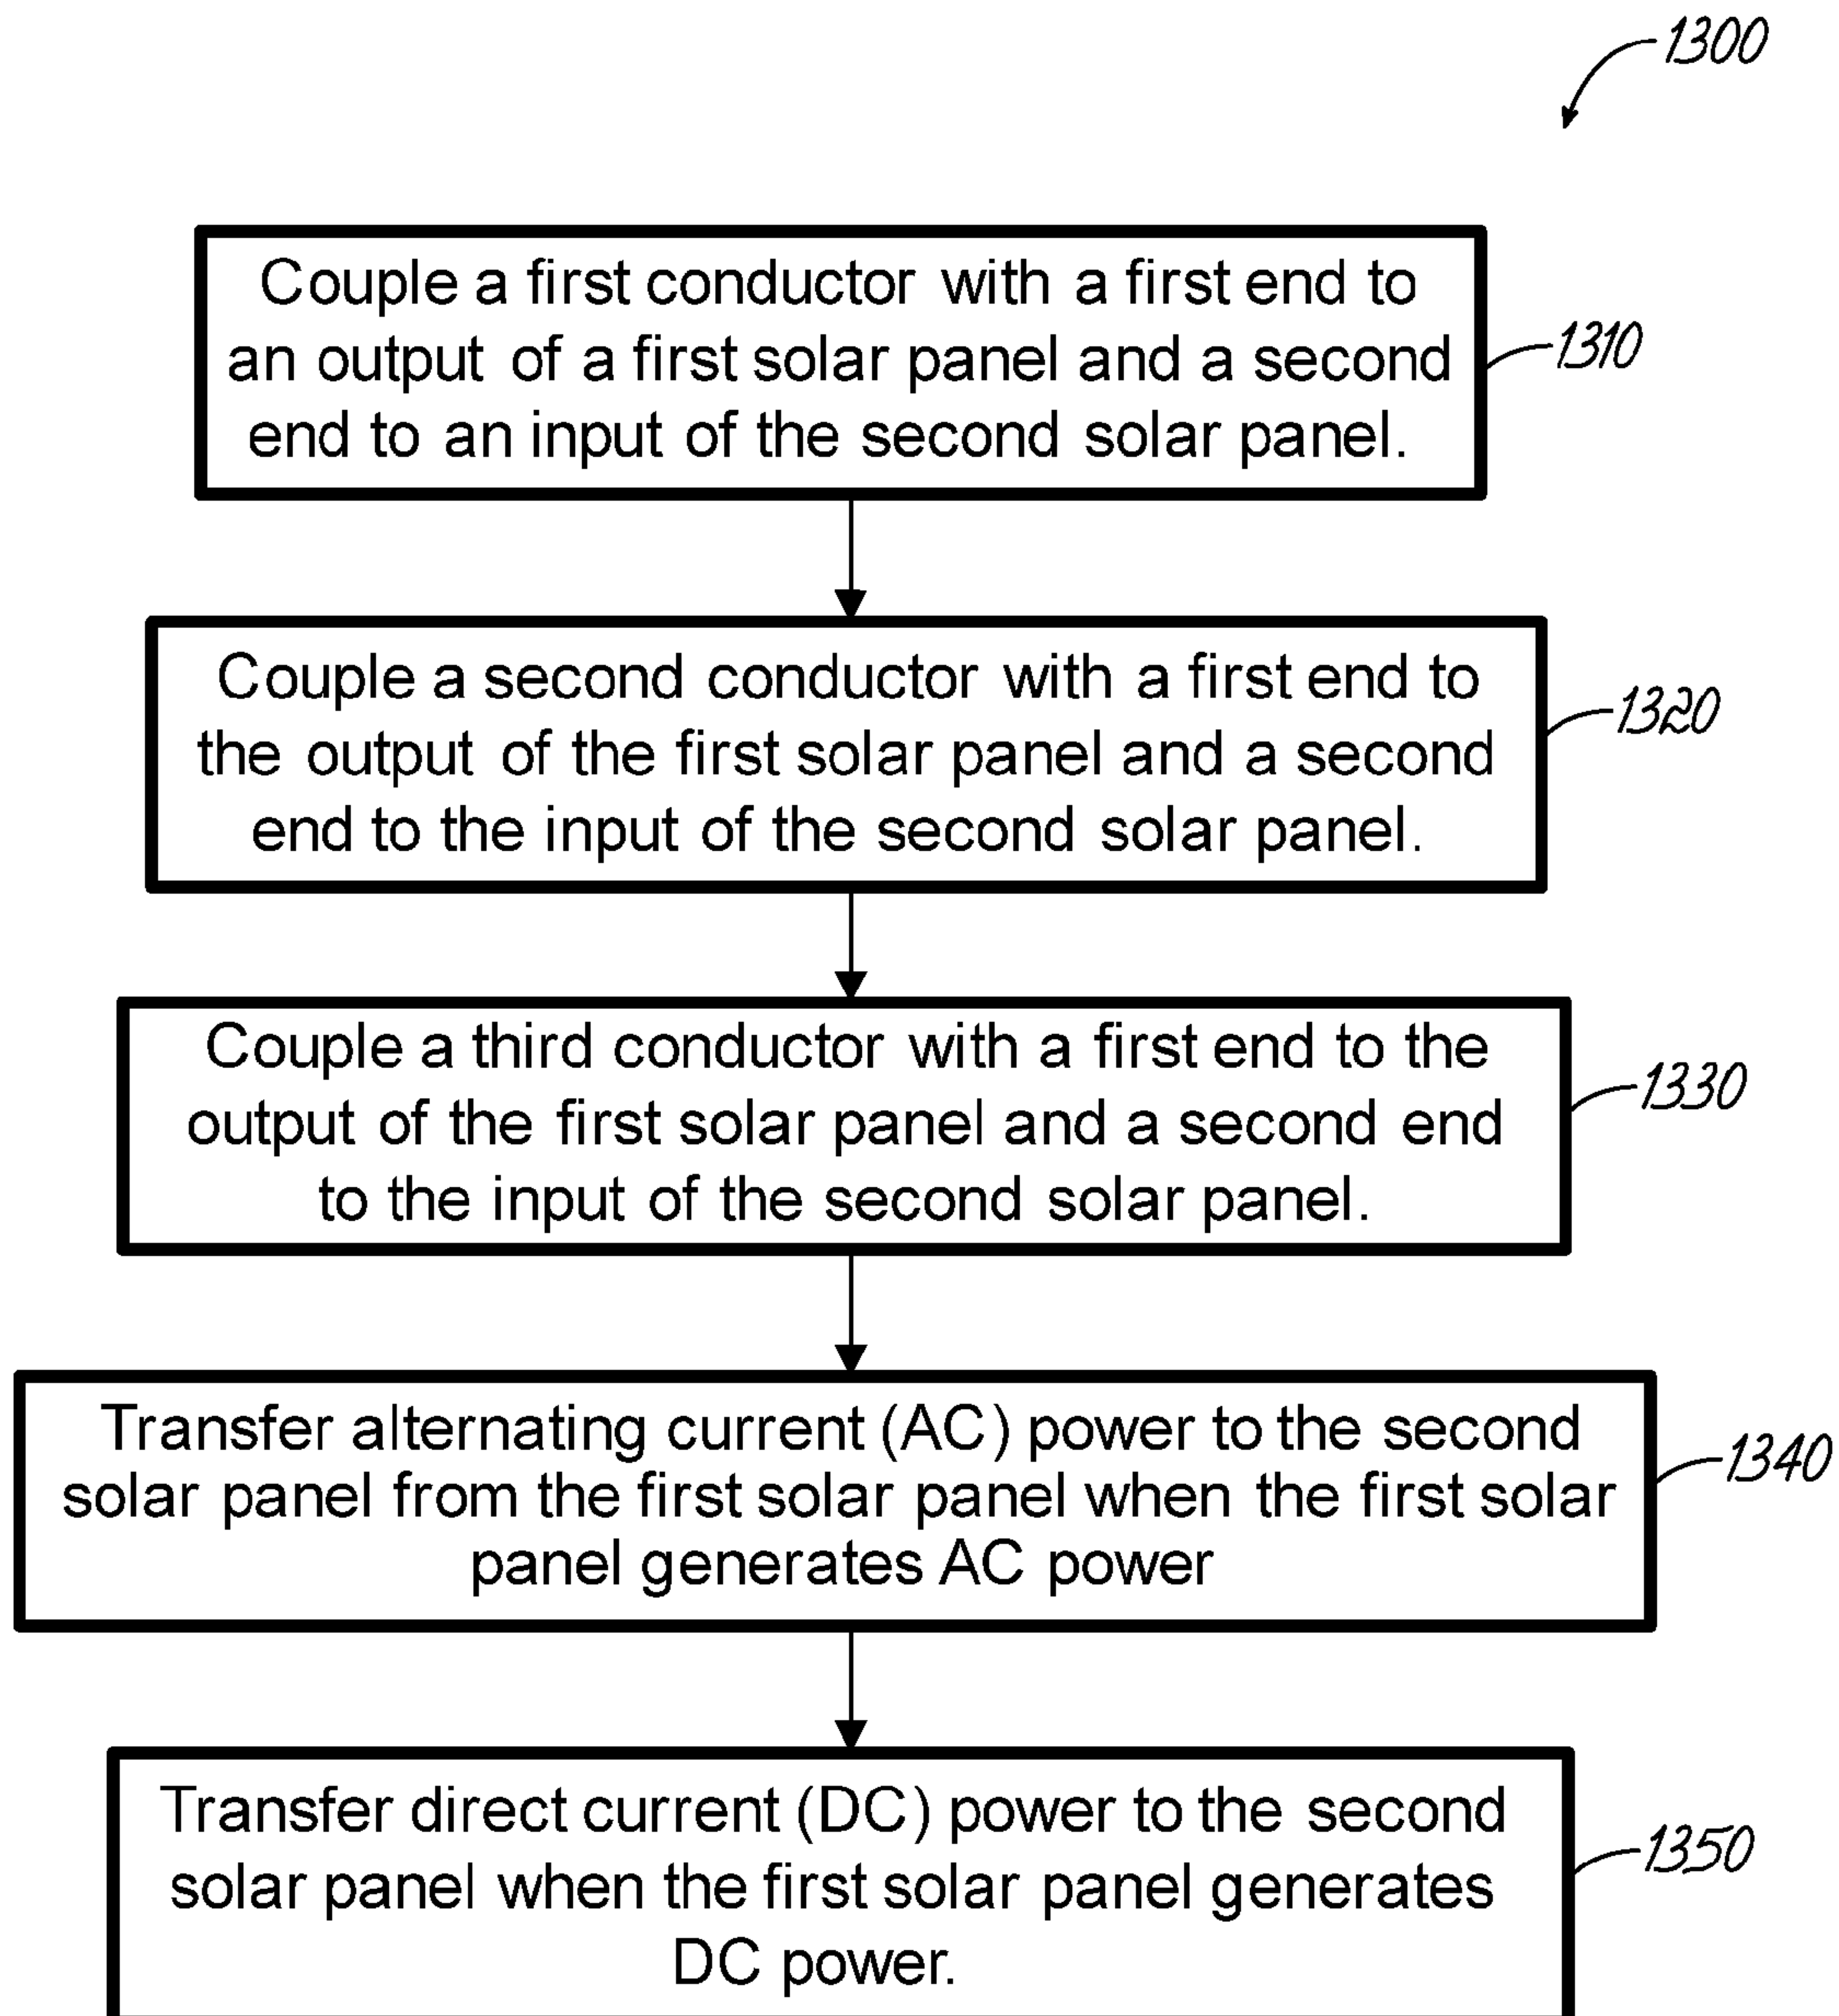 1300
Couple a first conductor with a first end to
an output of a first solar panel and a second
end to an input of the second solar panel.
1310
Couple a second conductor with a first end to
the output of the first solar panel and a second
end to the input of the second solar panel.
1320
Couple a third conductor with a first end to the
output of the first solar panel and a second end
to the input of the second solar panel.
1330
Transfer alternating current (AC) power to the second
solar panel from the first solar panel when the first solar
panel generates AC power
1340
Transfer direct current (DC) power to the second
solar panel when the first solar panel generates
DC power.
1350